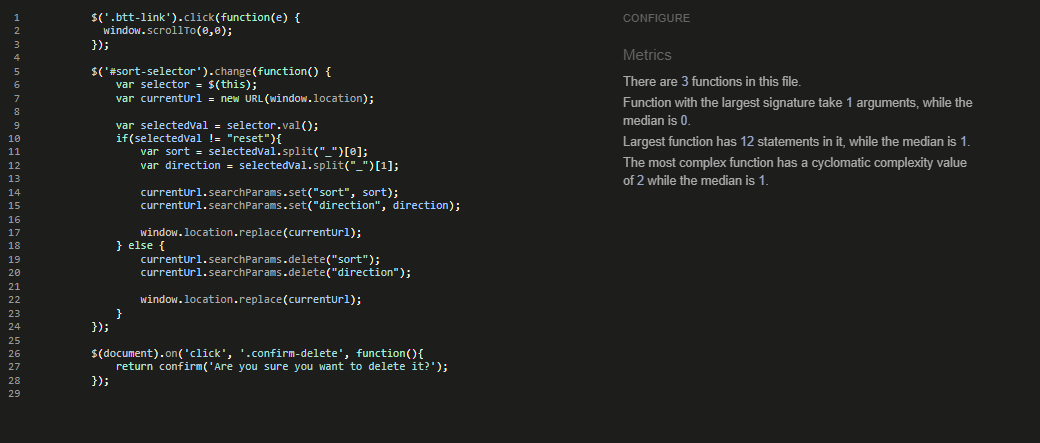 1 $('.btt-link').click(function(e) {
2 window.scrollTo(0,0);
3 });
4
5 $('#sort-selector').change(function() {
6 var selector = $(this);
7 var currentUrl = new URL(window.location);
8
9 var selectedVal = selector.val();
10 if(selectedVal != "reset"){
11 var sort = selectedVal.split("_")[0];
12 var direction = selectedVal.split("_")[1];
13
14 currentUrl.searchParams.set("sort", sort);
15 currentUrl.searchParams.set("direction", direction);
16
17 window.location.replace(currentUrl);
18 } else {
19 currentUrl.searchParams.delete("sort");
20 currentUrl.searchParams.delete("direction");
21
22 window.location.replace(currentUrl);
23 }
24 });
25
26 $(document).on('click', '.confirm-delete', function(){
27 return confirm('Are you sure you want to delete it?');
28 });
29
CONFIGURE
Metrics
There are 3 functions in this file.
Function with the largest signature take 1 arguments, while the
median is 0.
Largest function has 12 statements in it, while the median is 1.
The most complex function has a cyclomatic complexity value
of 2 while the median is 1.